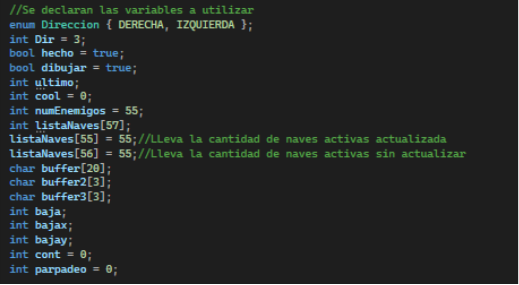 //Se declaran las variables a utilizar
enum Direccion { DERECHA, IZQUIERDA };
int Dir = 3;
bool hecho = true;
bool dibujar = true;
int ultimo;
int cool = 0;
int numEnemigos = 55;
int listaNaves[57];
listaNaves[55] = 55;//Lleva la cantidad de naves activas actualizada
listaNaves[56] = 55;//Lleva la cantidad de naves activas sin actualizar
char buffer[20];
char buffer2[3];
char buffer3[3];
int baja;
int bajax;
int bajay;
int cont = 0;
int parpadeo = 0;